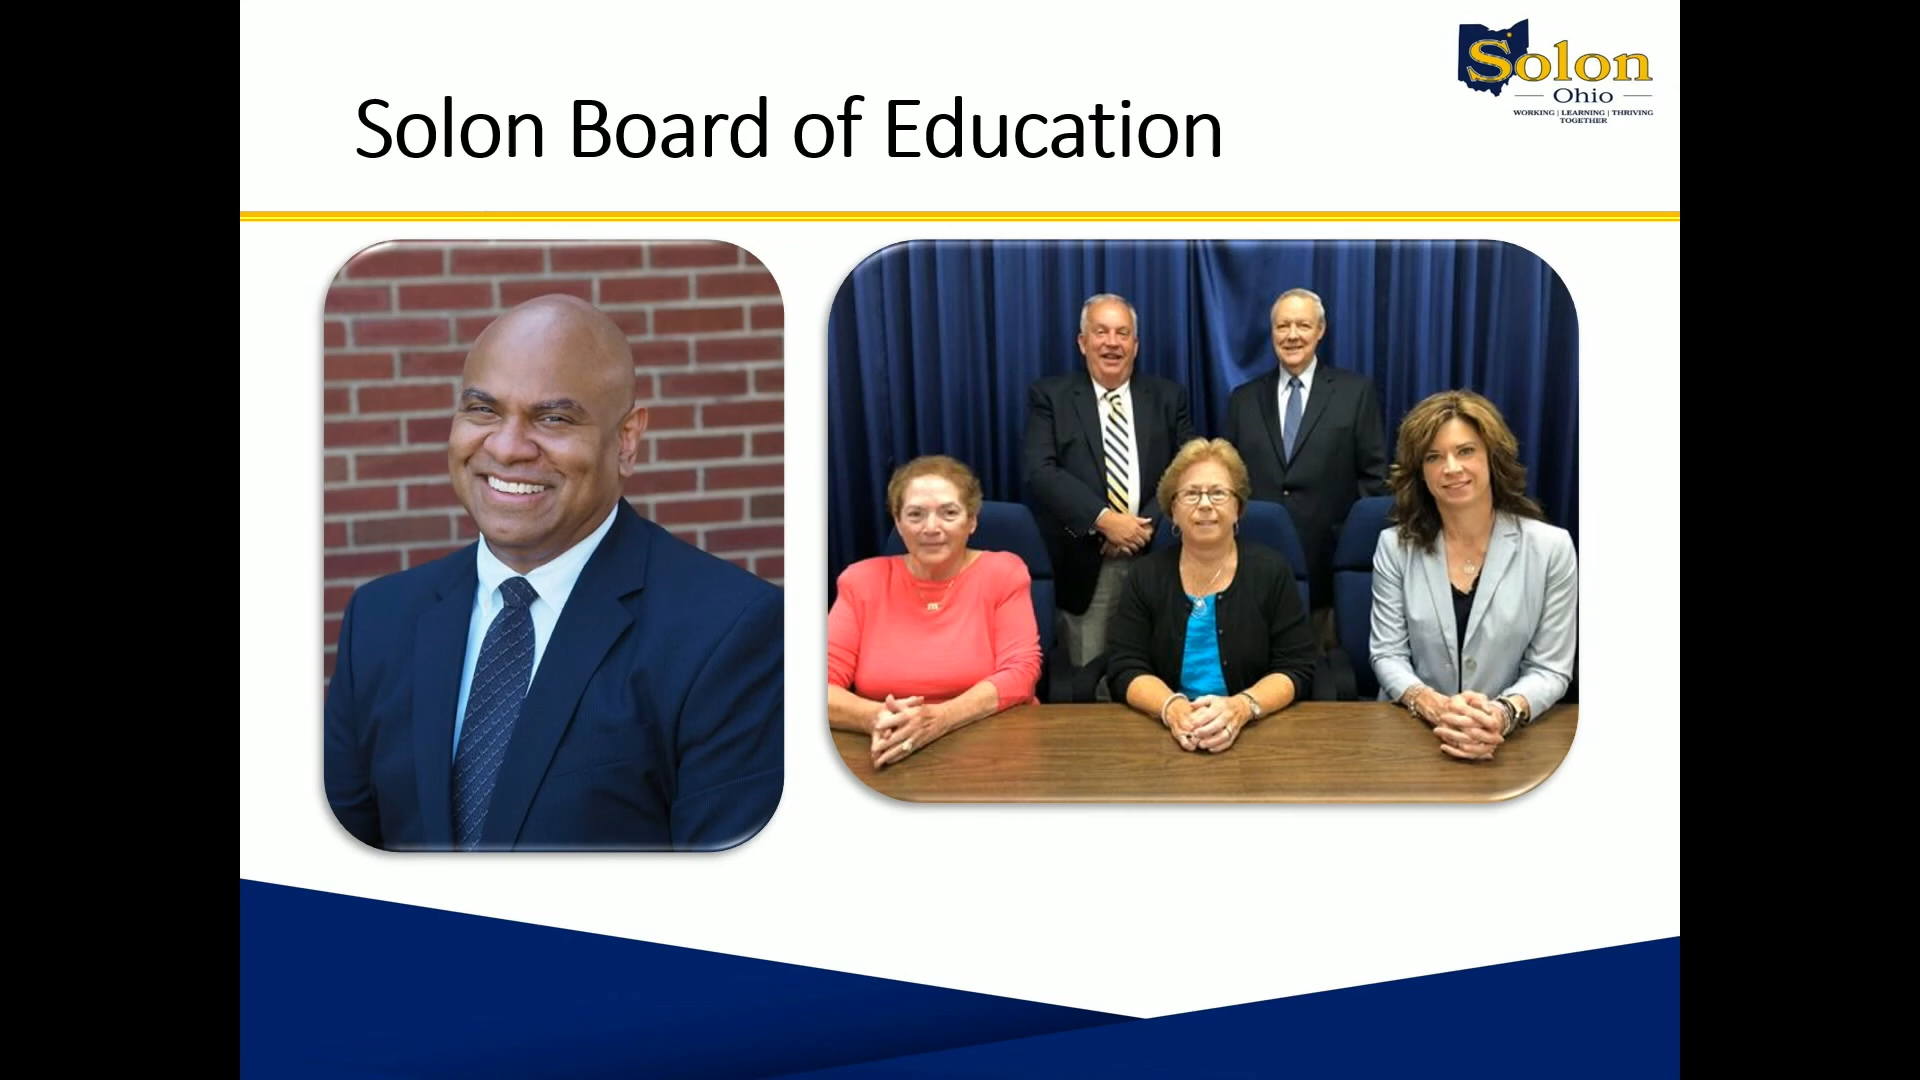 Solon Board of Education
Solon
Ohio
WORKING | LEARNING | THRIVING
TOGETHER